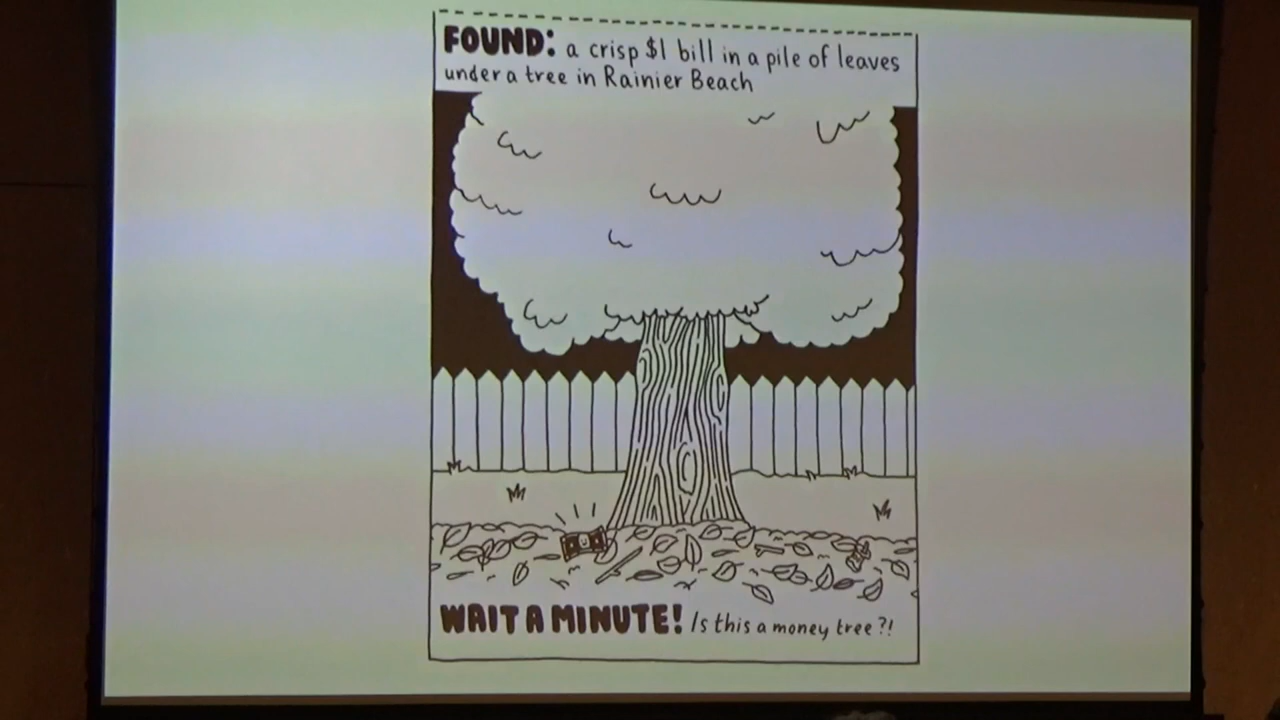 FOUND: a crisp $1 bill in a pile of leaves
under a tree in Rainier Beach
WAIT A MINUTE! Is this a money tree?!